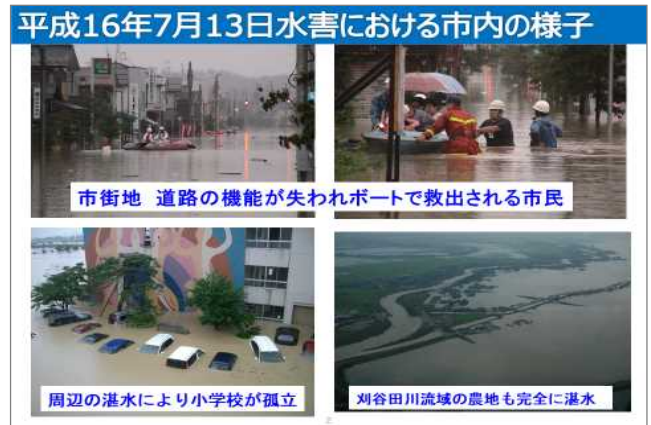 平成16年7月13日水害における市内の様子
市街地 道路の機能が失われボートで救出される市民
周辺の湛水により小学校が孤立
刈谷田川流域の農地も完全に湛水
2